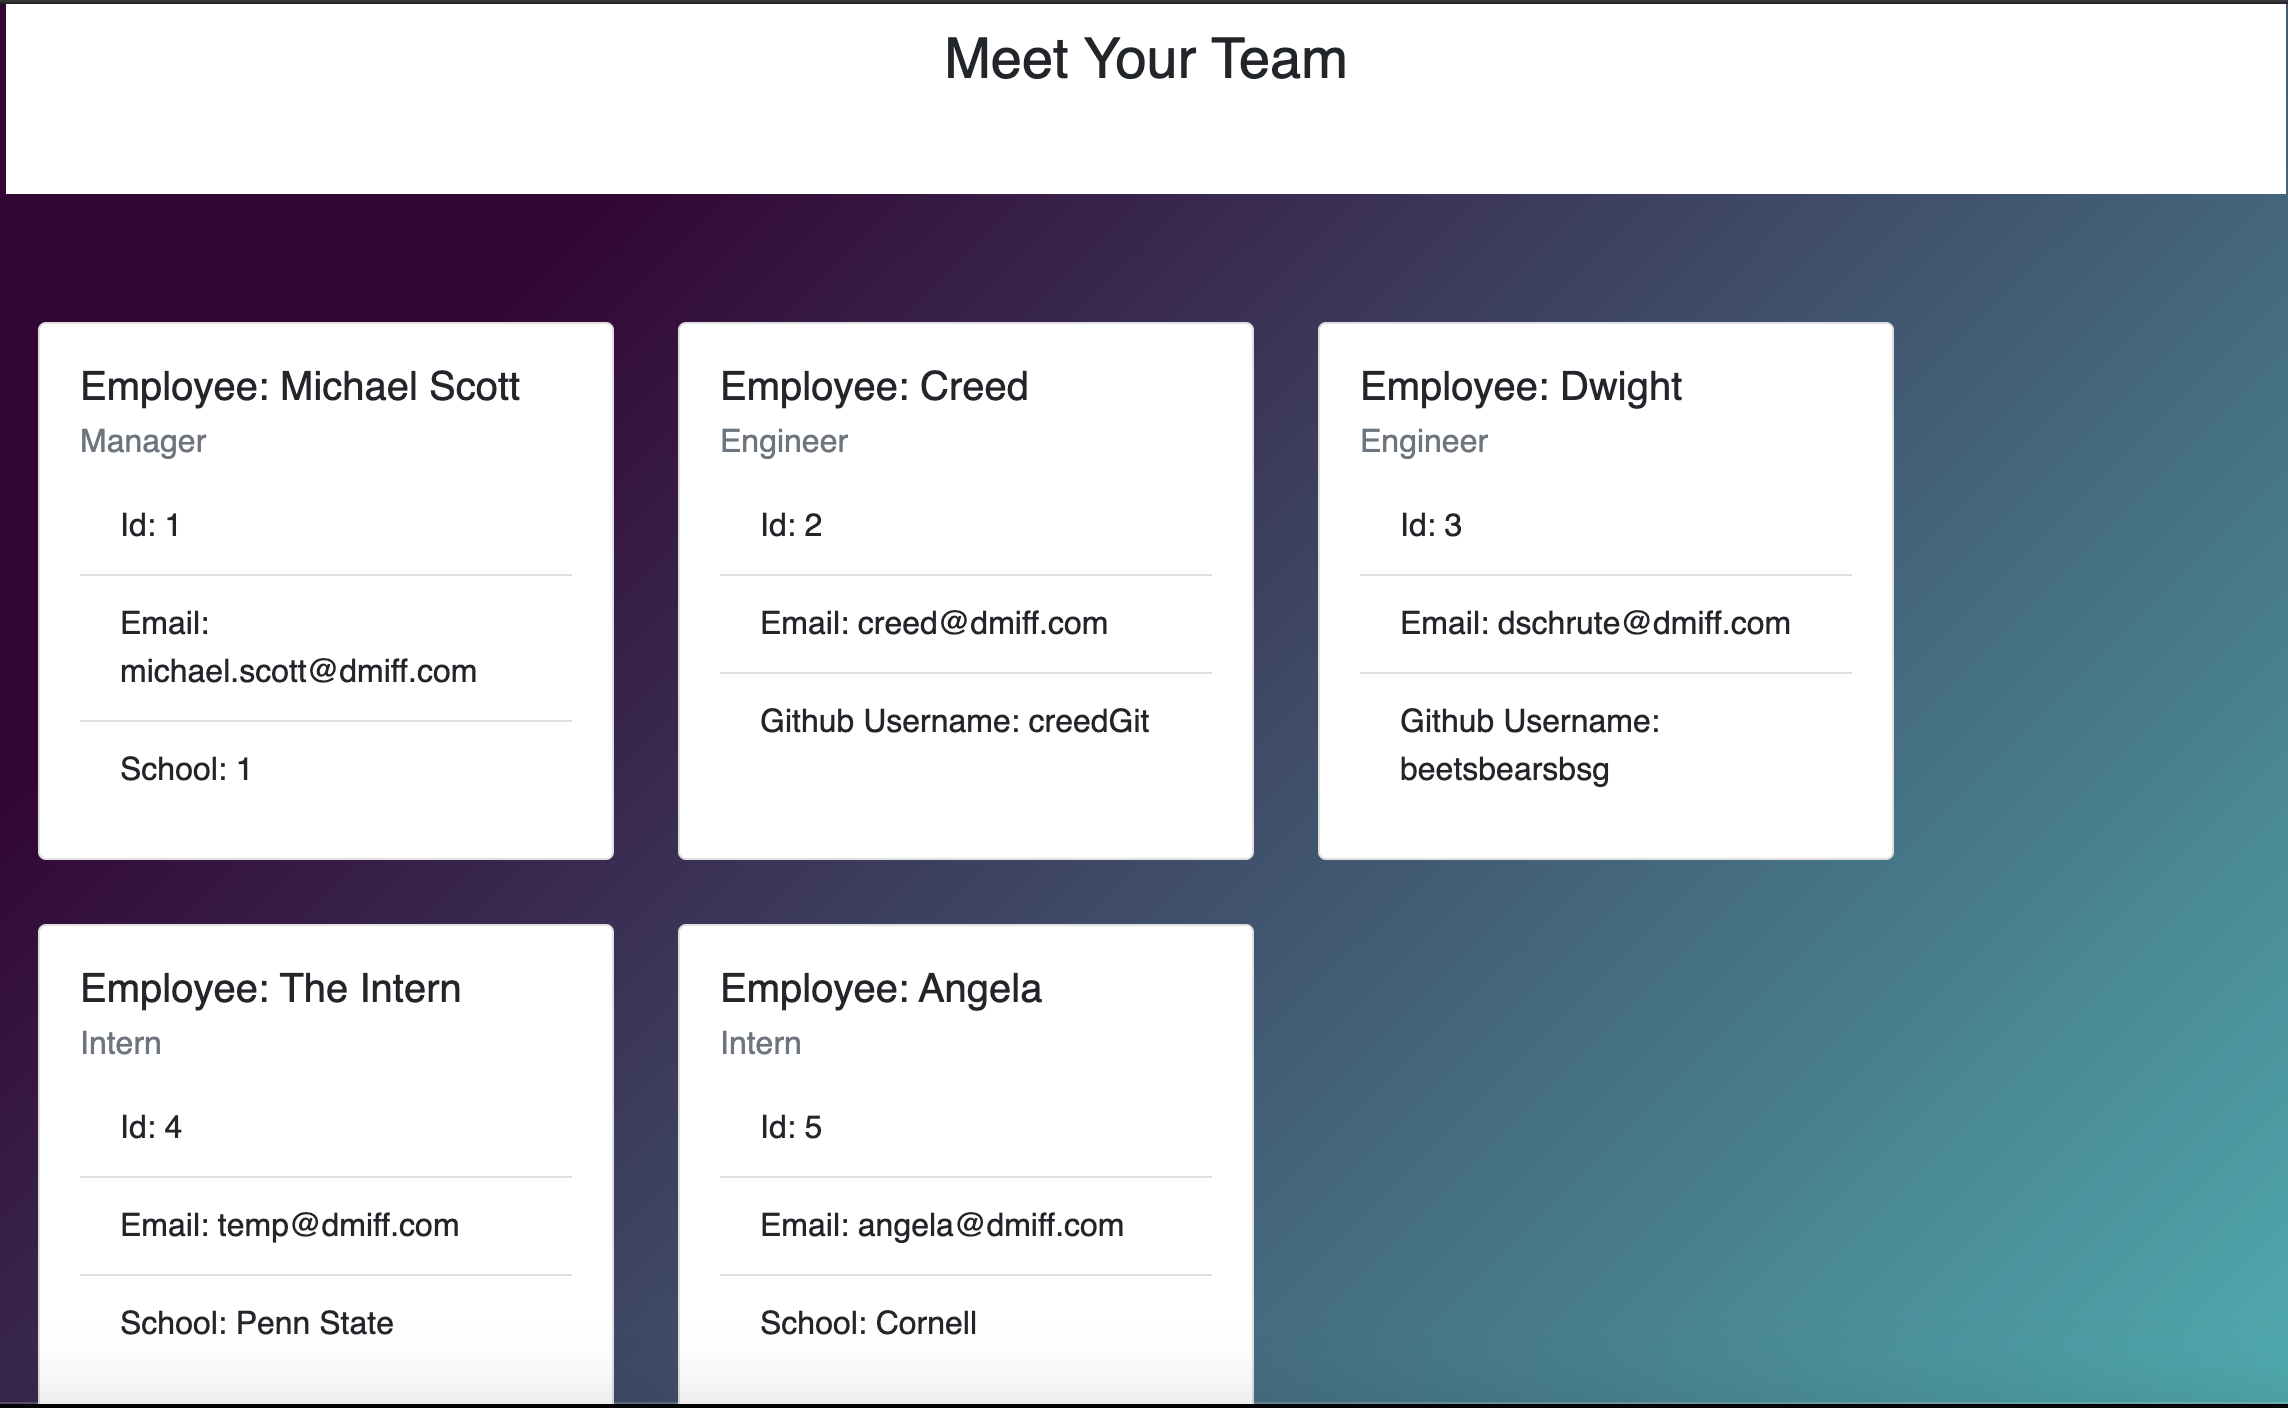 Meet Your Team
Employee: Michael Scott
Manager
Id: 1
Email:
michael.scott@dmiff.com
School: 1
Employee: Creed
Engineer
Id: 2
Email: creed@dmiff.com
Github Username: creedGit
Employee: Dwight
Engineer
Id: 3
Email: dschrute@dmiff.com
Github Username:
beetsbearsbsg
Employee: The Intern
Intern
Id: 4
Email: temp@dmiff.com
School: Penn State
Employee: Angela
Intern
Id: 5
Email: angela@dmiff.com
School: Cornell